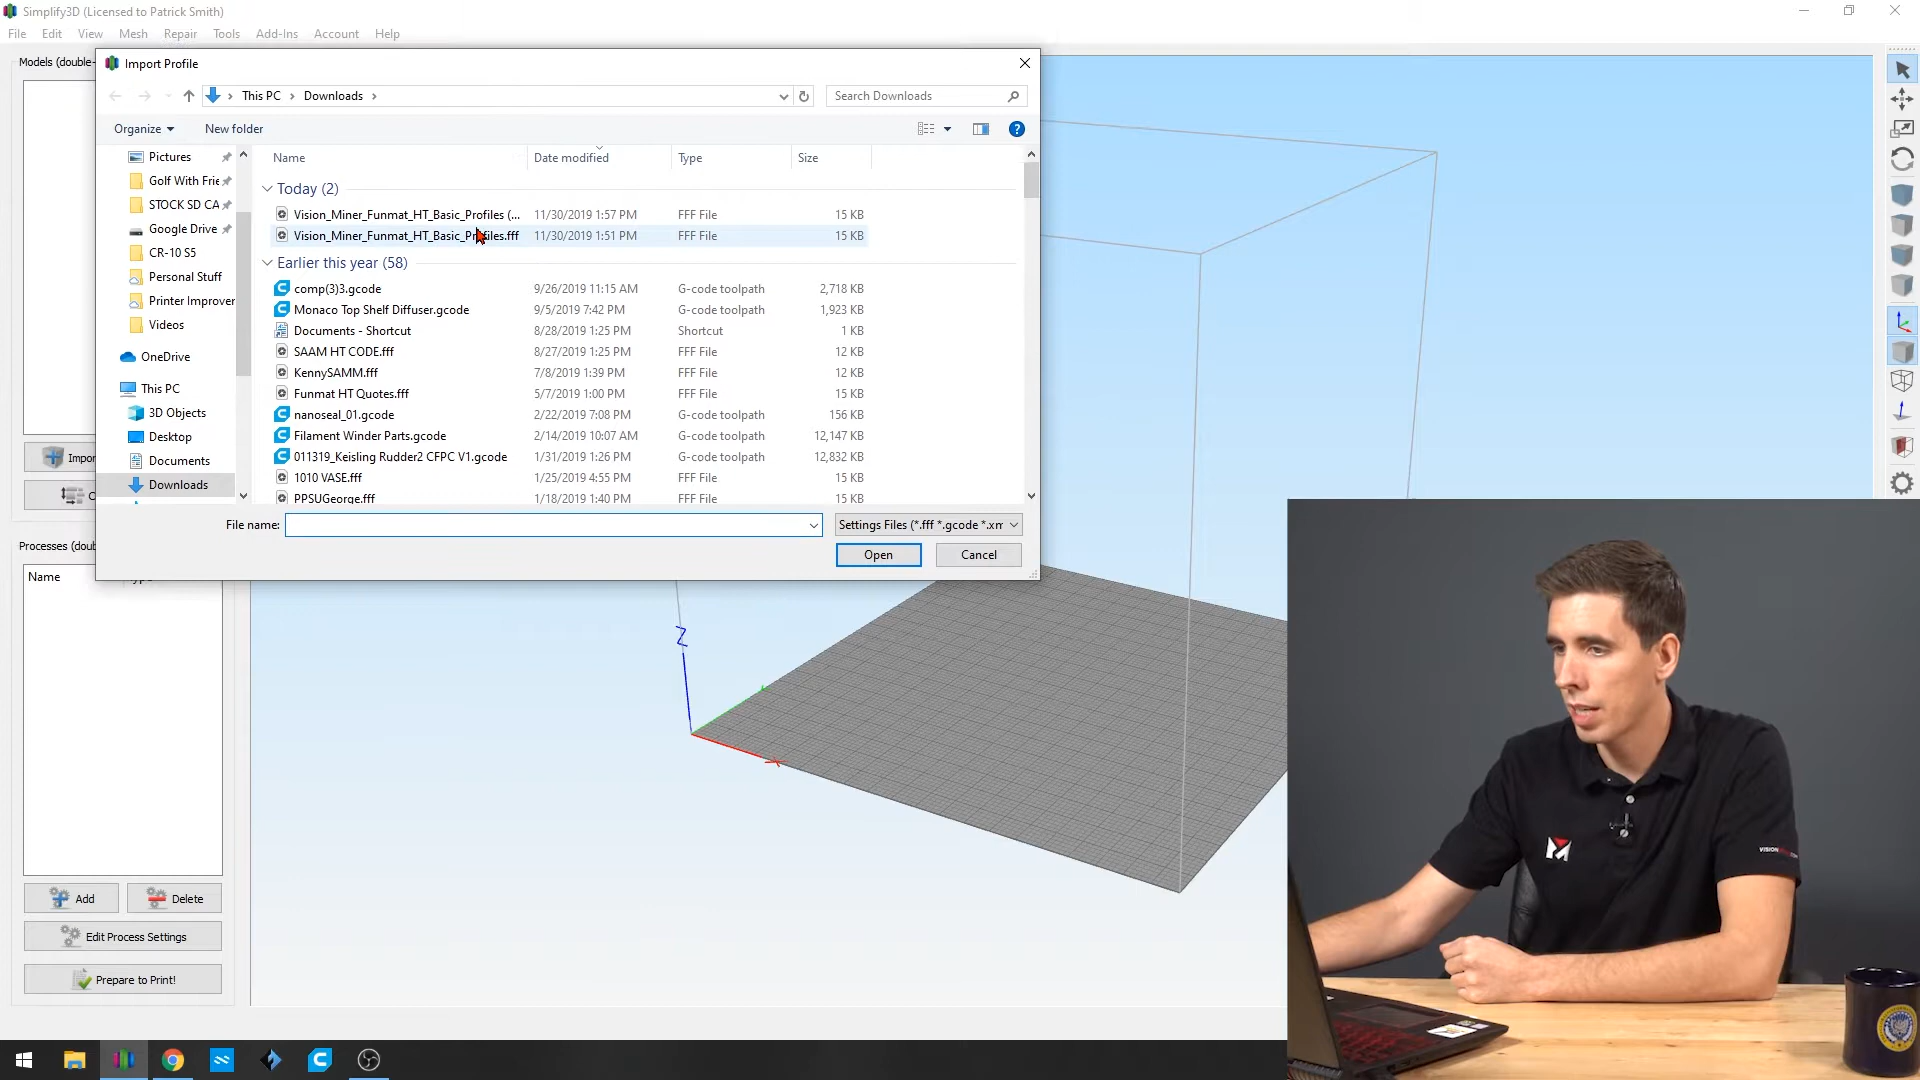 Simplify3D (Licensed to Patrick Smith)
File Edit View Mesh Repair Tools Add-Ins Account Help
Models (double-
Import Profile
This PC > Downloads >
Search Downloads
Organize
New folder
Pictures
Golf With Frie
STOCK SD CA
Google Drive
CR-10 S5
Personal Stuff
Printer Improver
Videos
OneDrive
This PC
3D Objects
Desktop
Documents
Downloads
Name Date modified Type Size
Today (2)
Vision_Miner_Funmat_HT_Basic_Profiles (... 11/30/2019 1:57 PM FFF File 15 KB
Vision_Miner_Funmat_HT_Basic_Profiles.fff 11/30/2019 1:51 PM FFF File 15 KB
Earlier this year (58)
comp(3)3.gcode 9/26/2019 11:15 AM G-code toolpath 2,718 KB
Monaco Top Shelf Diffuser.gcode 9/5/2019 7:42 PM G-code toolpath 1,923 KB
Documents - Shortcut 8/28/2019 1:25 PM Shortcut 1 KB
SAAM HT CODE.fff 8/27/2019 1:25 PM FFF File 12 KB
KennySAMM.fff 7/8/2019 1:39 PM FFF File 12 KB
Funmat HT Quotes.fff 5/7/2019 1:00 PM FFF File 15 KB
nanoseal_01.gcode 2/22/2019 7:08 PM G-code toolpath 156 KB
Filament Winder Parts.gcode 2/14/2019 10:07 AM G-code toolpath 12,147 KB
011319_Keisling Rudder2 CFPC V1.gcode 1/31/2019 1:26 PM G-code toolpath 12,832 KB
1010 VASE.fff 1/25/2019 4:55 PM FFF File 15 KB
PPSUGeorge.fff 1/18/2019 1:40 PM FFF File 15 KB
File name:
Settings Files (*.fff *.gcode *.xm
Open
Cancel
Impor
C
Processes (doub
Name
Z
Add
Delete
Edit Process Settings
Prepare to Print!